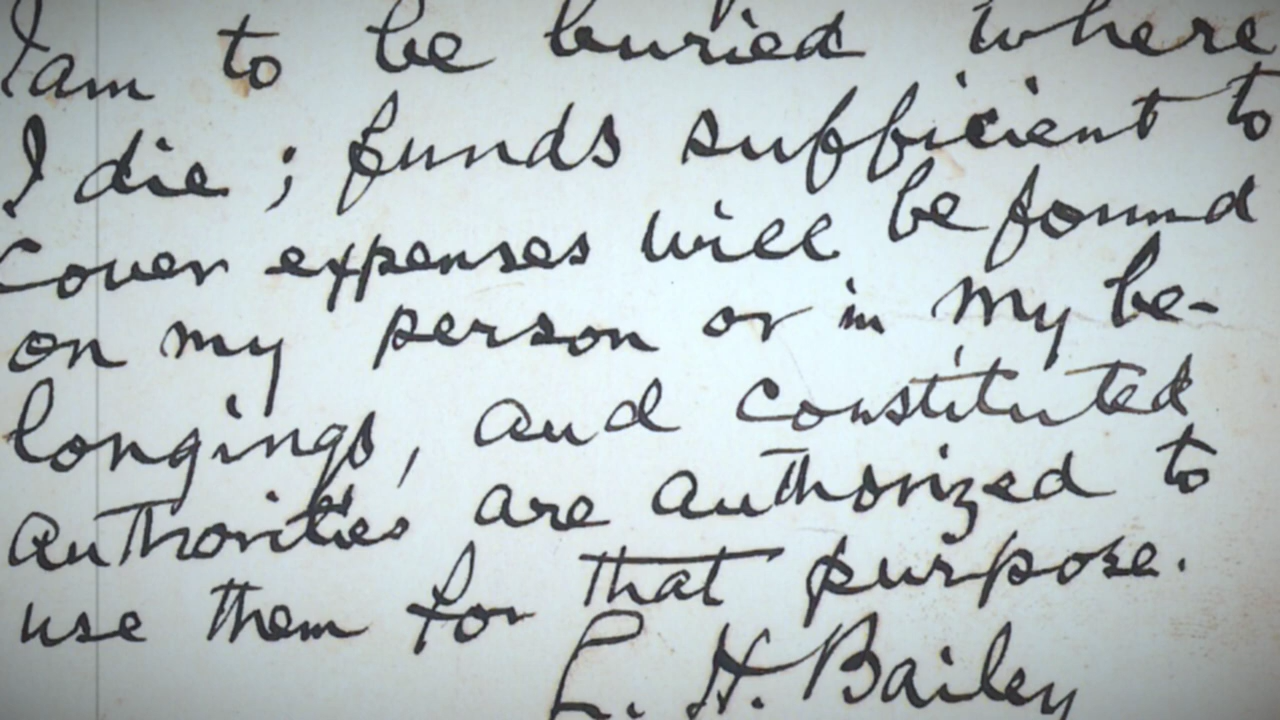 I am to be buried where
I die; funds sufficient to
cover expenses will be found
on my person or in my be-
longings, and constituted
authorities are authorized to
use them for that purpose.
L. H. Bailey